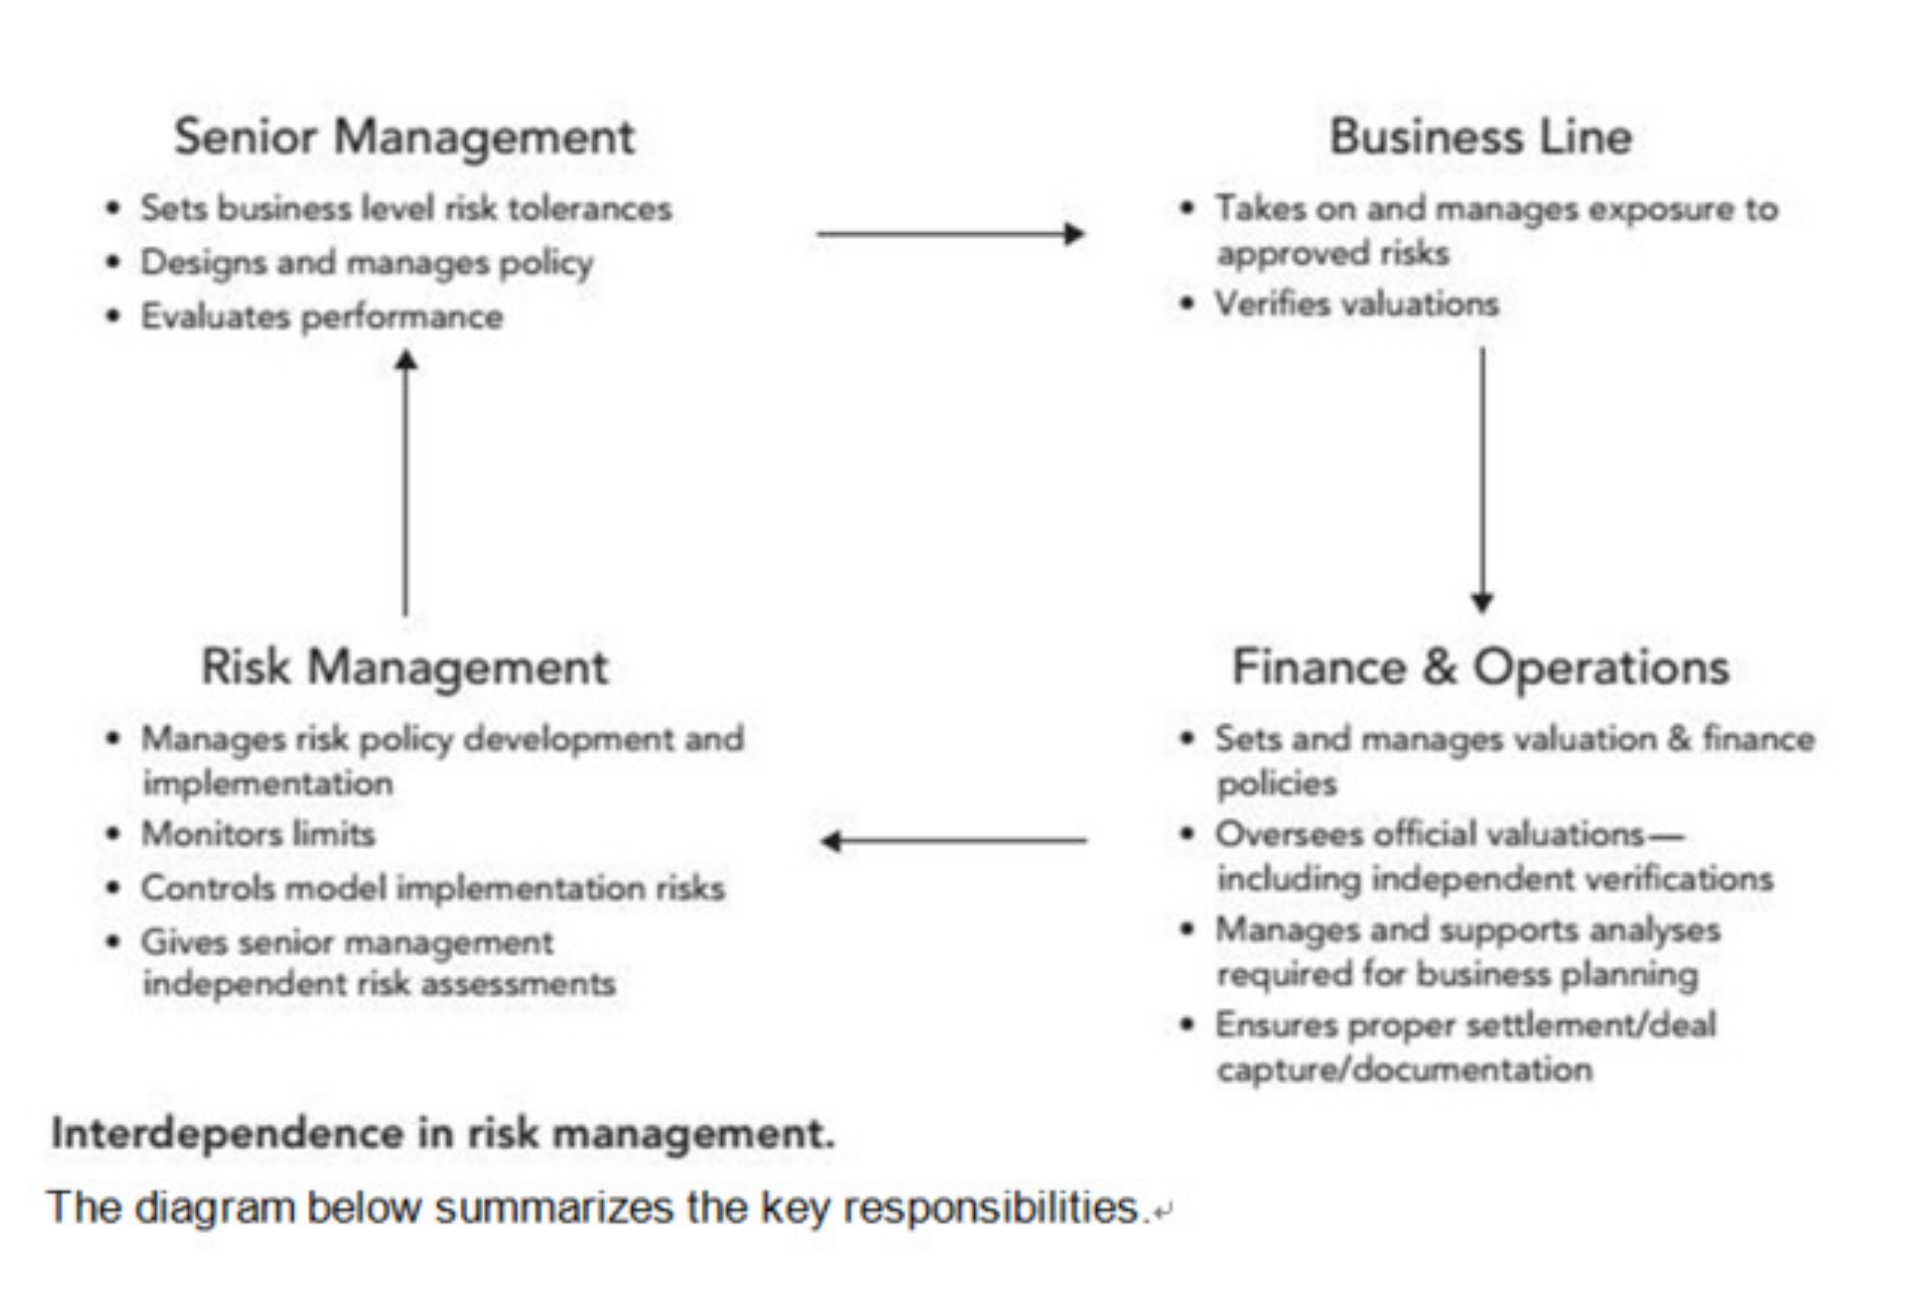 Senior Management
• Sets business level risk tolerances
• Designs and manages policy
• Evaluates performance
Business Line
• Takes on and manages exposure to
approved risks
• Verifies valuations
Risk Management
• Manages risk policy development and
implementation
• Monitors limits
• Controls model implementation risks
• Gives senior management
independent risk assessments
Finance & Operations
• Sets and manages valuation & finance
policies
• Oversees official valuations—
including independent verifications
• Manages and supports analyses
required for business planning
• Ensures proper settlement/deal
capture/documentation
Interdependence in risk management.
The diagram below summarizes the key responsibilities.↵